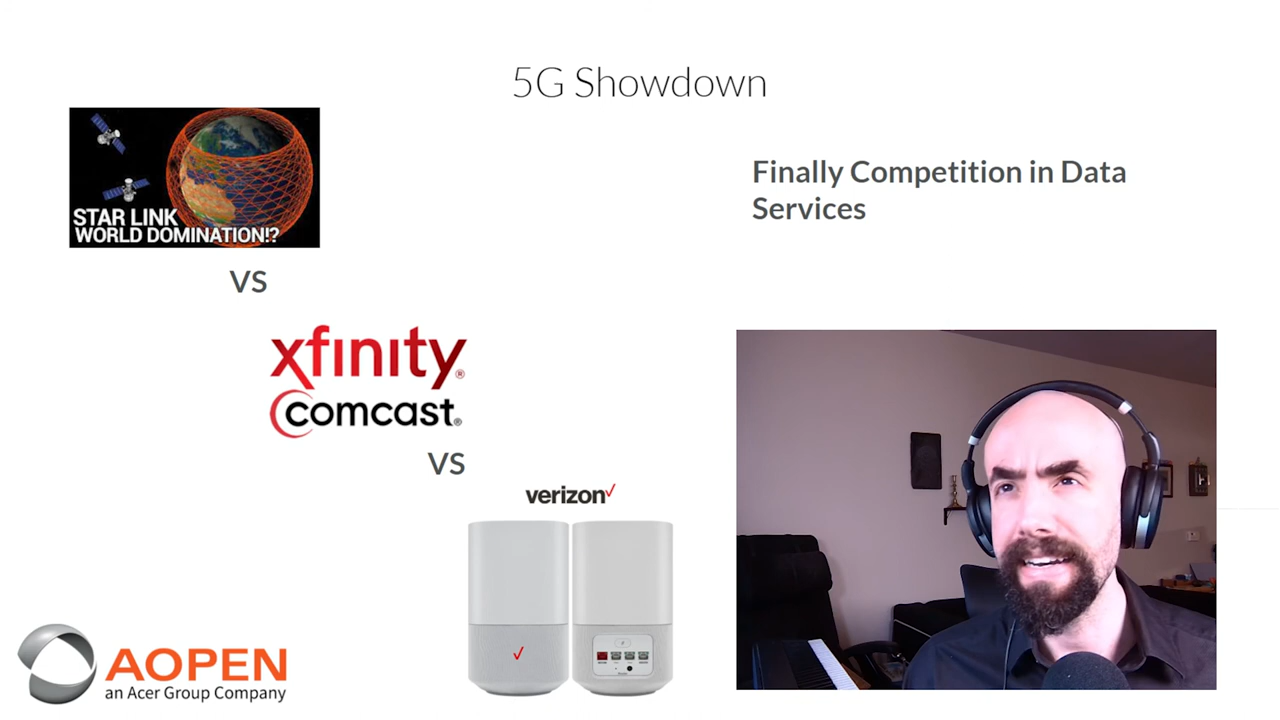 5G Showdown
STAR LINK
WORLD DOMINATION!?
Finally Competition in Data
Services
VS
xfinity®
comcast®
VS
verizon✓
AOPEN
an Acer Group Company